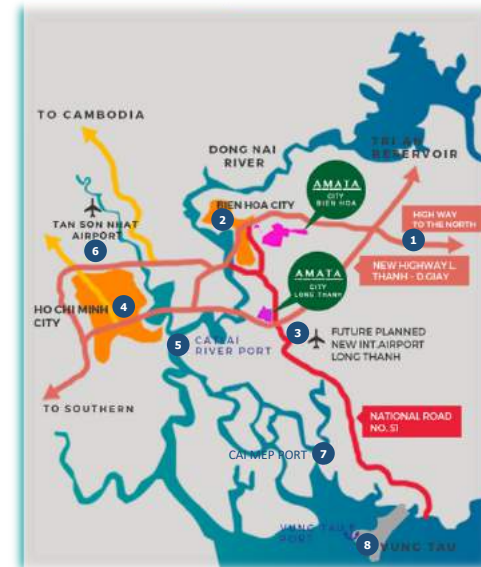 TO CAMBODIA
DONG NAI
RIVER
TRI AN
RESERVOIR
AMATA
CITY
BIEN HOA
BIEN HOA CITY
2
TAN SON NHAT
AIRPORT
6
HIGH WAY
TO THE NORTH
1
NEW HIGHWAY L.
THANH - D.GIAY
AMATA
CITY
LONG THANH
4
HO CHI MINH
CITY
3
FUTURE PLANNED
NEW INT.AIRPORT
LONG THANH
5
CATLAI
RIVER PORT
TO SOUTHERN
NATIONAL ROAD
NO. 51
CAI MEP PORT
7
VUNG TAU
PORT
8
VUNG TAU